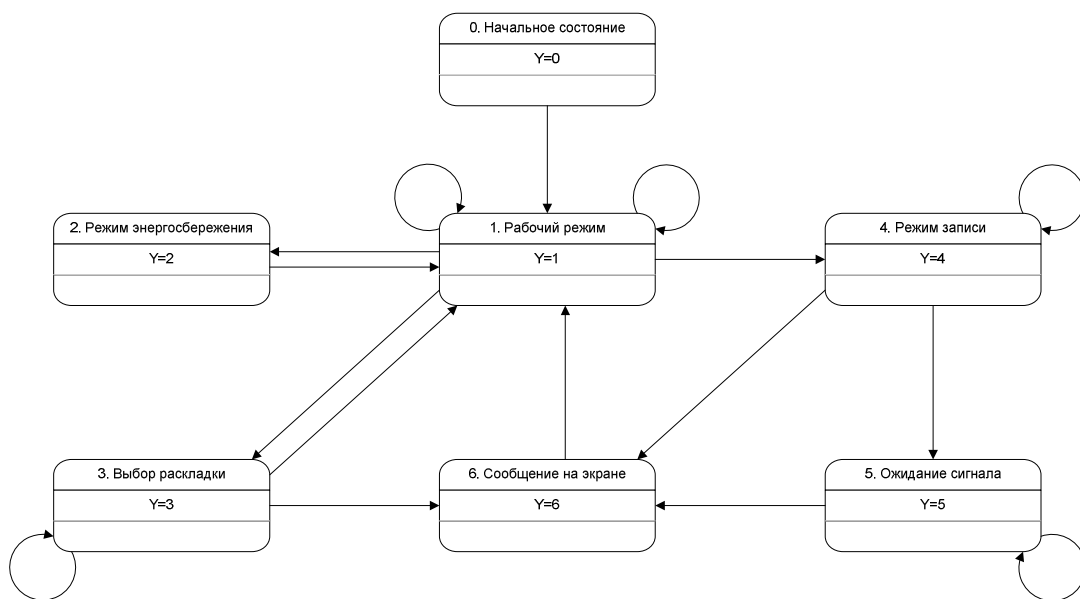 0. Начальное состояние
Y=0
2. Режим энергосбережения
Y=2
1. Рабочий режим
Y=1
4. Режим записи
Y=4
3. Выбор раскладки
Y=3
6. Сообщение на экране
Y=6
5. Ожидание сигнала
Y=5